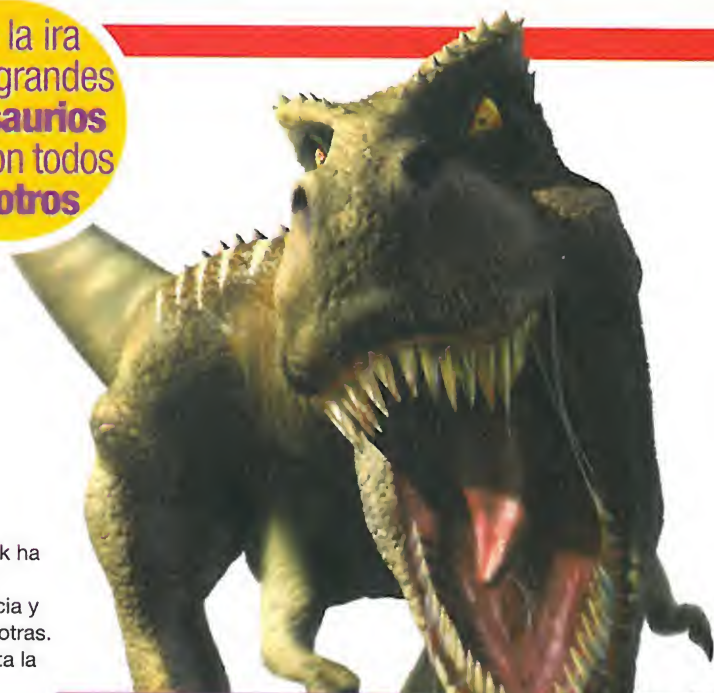 la ira
grandes
saurios
on todos
otros
k ha
cia y
otras.
ta la